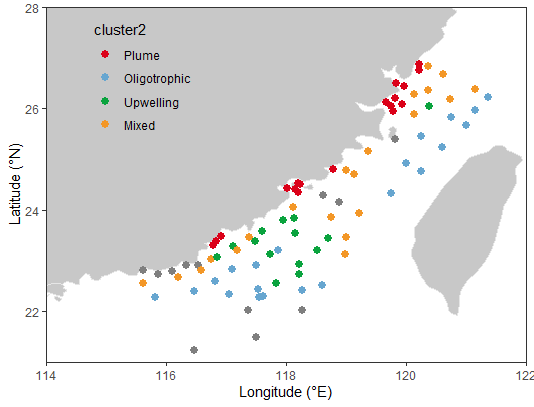 28
26
24
22
Latitude (°N)
cluster2
Plume
Oligotrophic
Upwelling
Mixed
114
116
118
120
122
Longitude (°E)